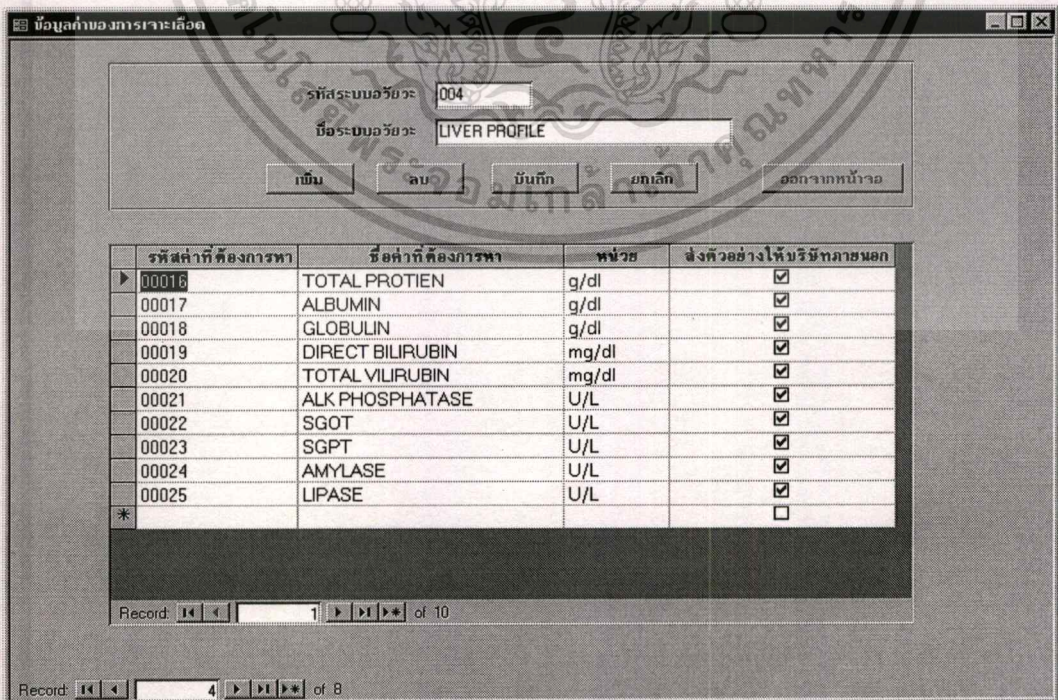 ข้อมูลค่าของการเจาะเลือด
รหัสระบบอวัยวะ 004
ชื่อระบบอวัยวะ LIVER PROFILE
เพิ่ม ลบ บันทึก ยกเลิก ออกจากหน้าจอ
รหัสค่าที่ต้องการหา ชื่อค่าที่ต้องการหา หน่วย ส่งตัวอย่างให้บริษัทภายนอก
00016 TOTAL PROTIEN g/dl
00017 ALBUMIN g/dl
00018 GLOBULIN g/dl
00019 DIRECT BILIRUBIN mg/dl
00020 TOTAL VILIRUBIN mg/dl
00021 ALK PHOSPHATASE U/L
00022 SGOT U/L
00023 SGPT U/L
00024 AMYLASE U/L
00025 LIPASE U/L
Record: 1 of 10
Record: 4 of 8